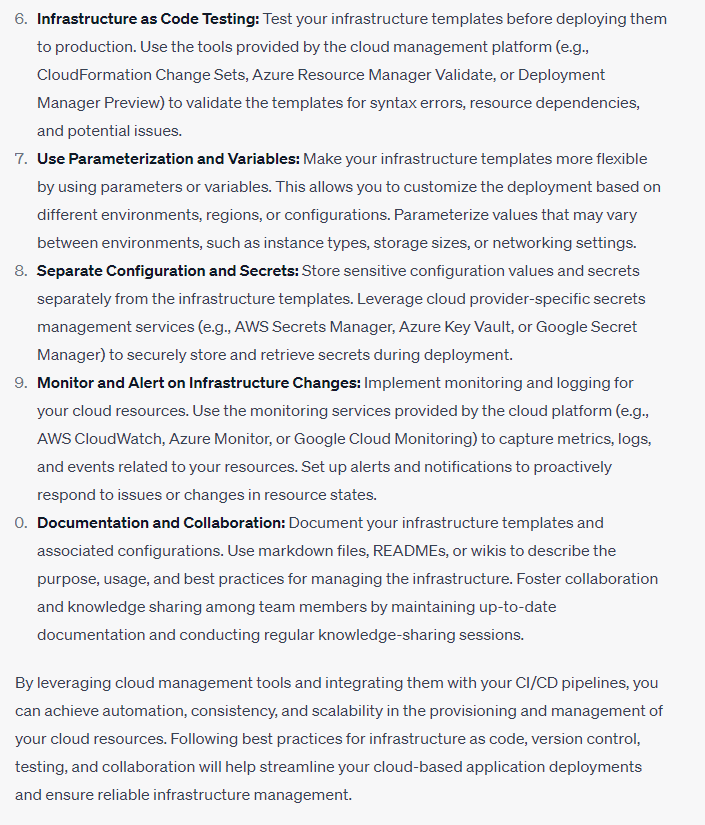 6. Infrastructure as Code Testing: Test your infrastructure templates before deploying them
to production. Use the tools provided by the cloud management platform (e.g.,
CloudFormation Change Sets, Azure Resource Manager Validate, or Deployment
Manager Preview) to validate the templates for syntax errors, resource dependencies,
and potential issues.
7. Use Parameterization and Variables: Make your infrastructure templates more flexible
by using parameters or variables. This allows you to customize the deployment based on
different environments, regions, or configurations. Parameterize values that may vary
between environments, such as instance types, storage sizes, or networking settings.
8. Separate Configuration and Secrets: Store sensitive configuration values and secrets
separately from the infrastructure templates. Leverage cloud provider-specific secrets
management services (e.g., AWS Secrets Manager, Azure Key Vault, or Google Secret
Manager) to securely store and retrieve secrets during deployment.
9. Monitor and Alert on Infrastructure Changes: Implement monitoring and logging for
your cloud resources. Use the monitoring services provided by the cloud platform (e.g.,
AWS CloudWatch, Azure Monitor, or Google Cloud Monitoring) to capture metrics, logs,
and events related to your resources. Set up alerts and notifications to proactively
respond to issues or changes in resource states.
0. Documentation and Collaboration: Document your infrastructure templates and
associated configurations. Use markdown files, READMEs, or wikis to describe the
purpose, usage, and best practices for managing the infrastructure. Foster collaboration
and knowledge sharing among team members by maintaining up-to-date
documentation and conducting regular knowledge-sharing sessions.
By leveraging cloud management tools and integrating them with your CI/CD pipelines, you
can achieve automation, consistency, and scalability in the provisioning and management of
your cloud resources. Following best practices for infrastructure as code, version control,
testing, and collaboration will help streamline your cloud-based application deployments
and ensure reliable infrastructure management.